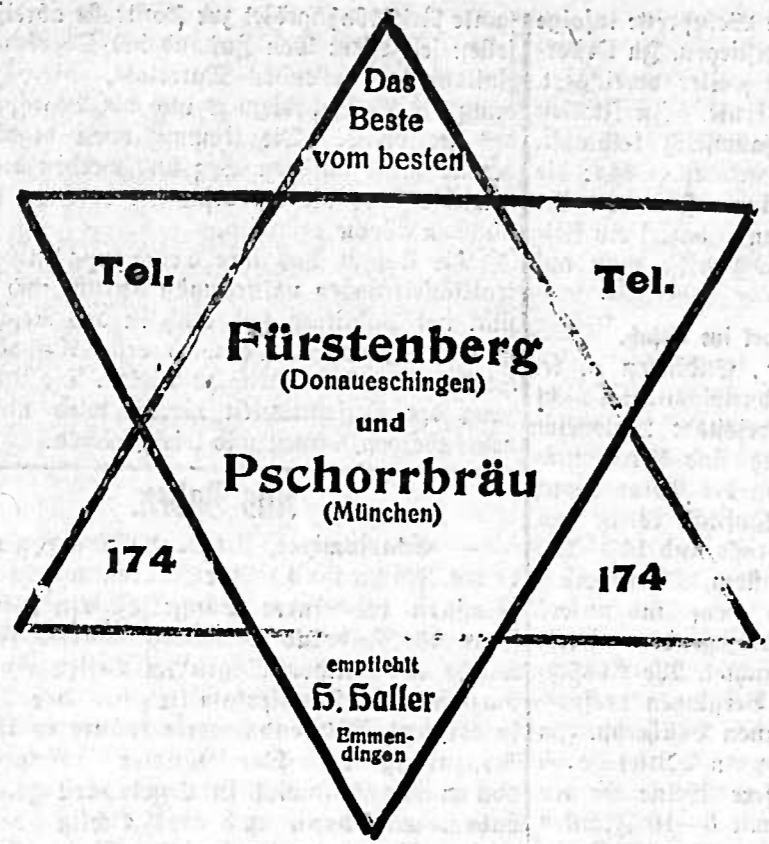 Das
Beste
vom besten
Tel.
Tel.
Fürstenberg
(Donaueschingen)
und
Pschorrbräu
(München)
174
174
empfiehlt
H. Haller
Emmen-
dingen